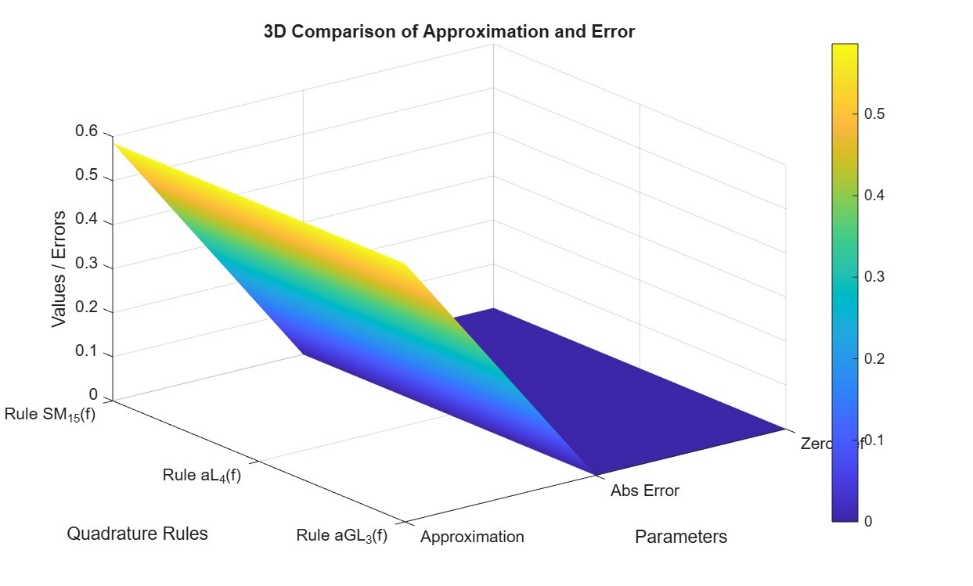 3D Comparison of Approximation and Error
Values / Errors
0.6
0.5
0.4
0.3
0.2
0.1
0
Rule SM₁₅(f)
Rule aL₄(f)
Rule aGL₃(f)
Quadrature Rules
Approximation
Abs Error
Zero
Parameters
0.5
0.4
0.3
0.2
0.1
0